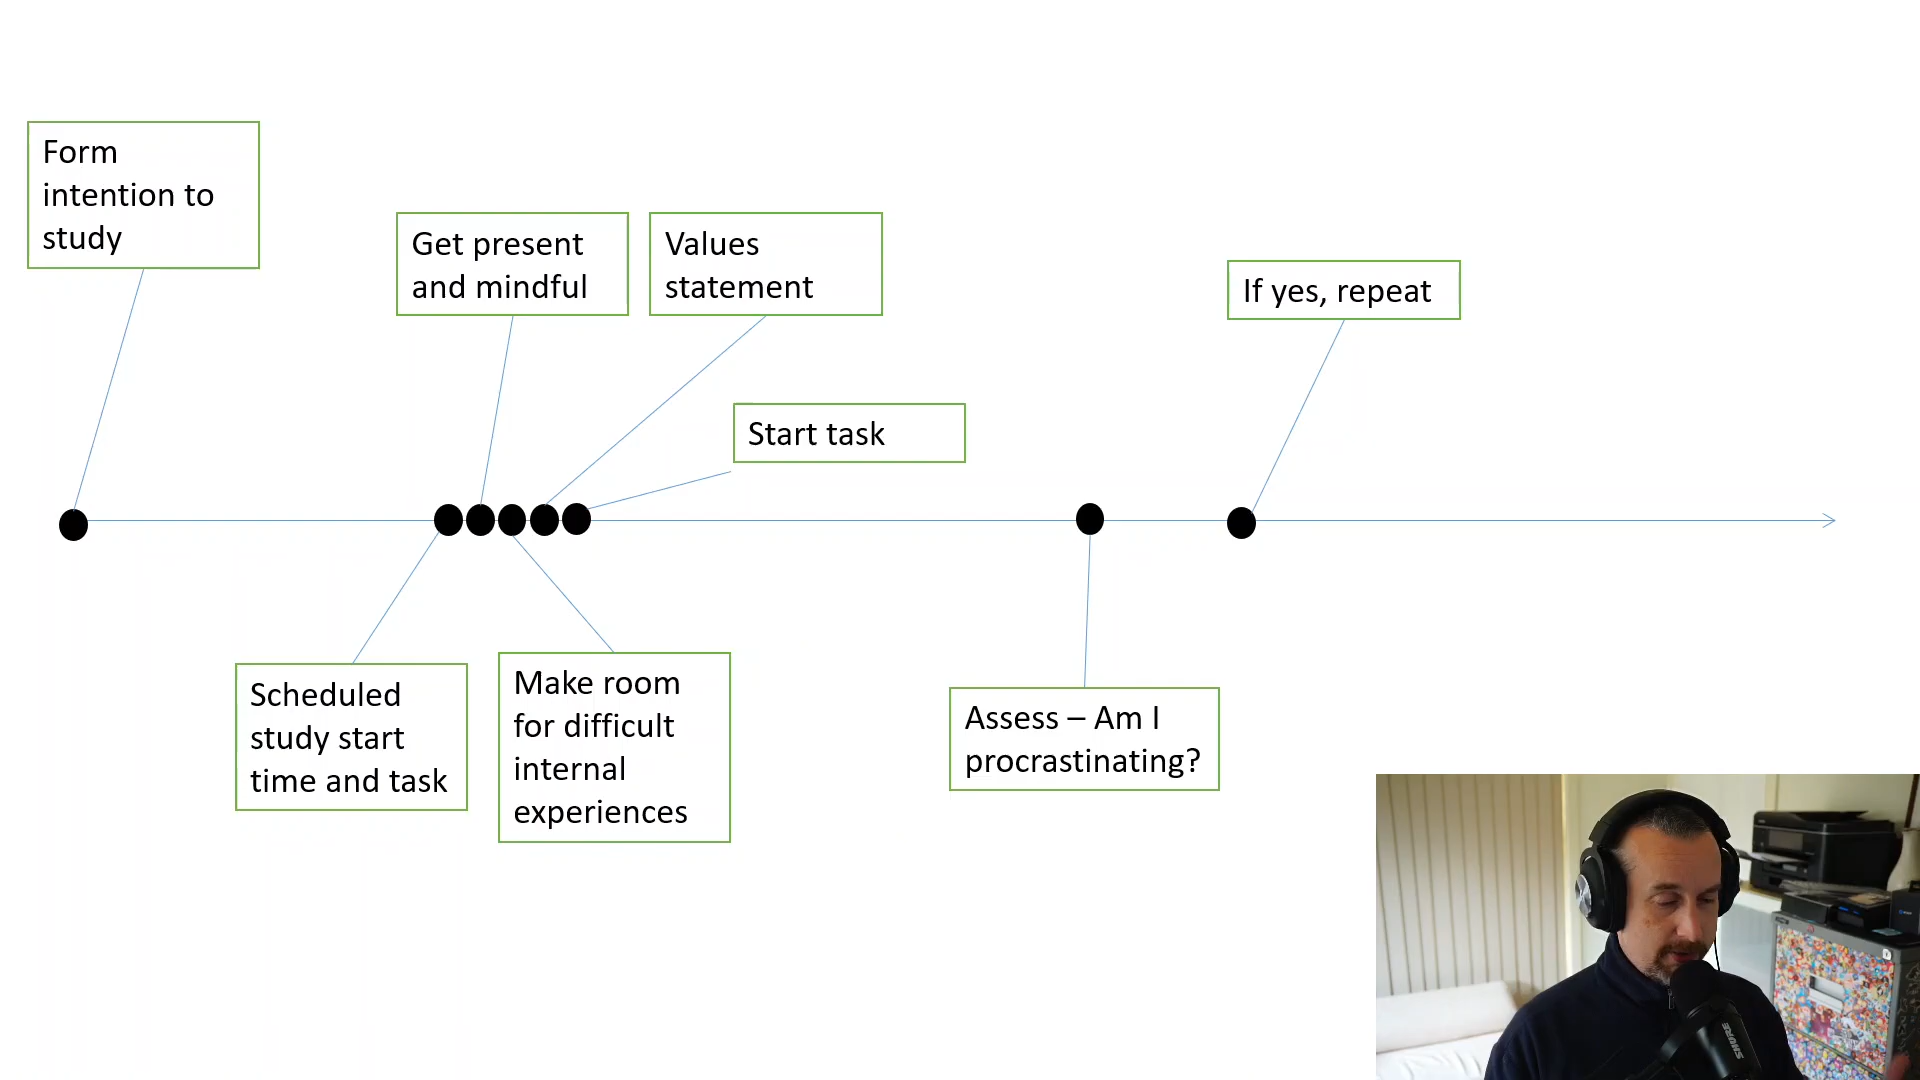 Form
intention to
study
Get present
and mindful
Values
statement
If yes, repeat
Start task
Scheduled
study start
time and task
Make room
for difficult
internal
experiences
Assess – Am I
procrastinating?
SHURE